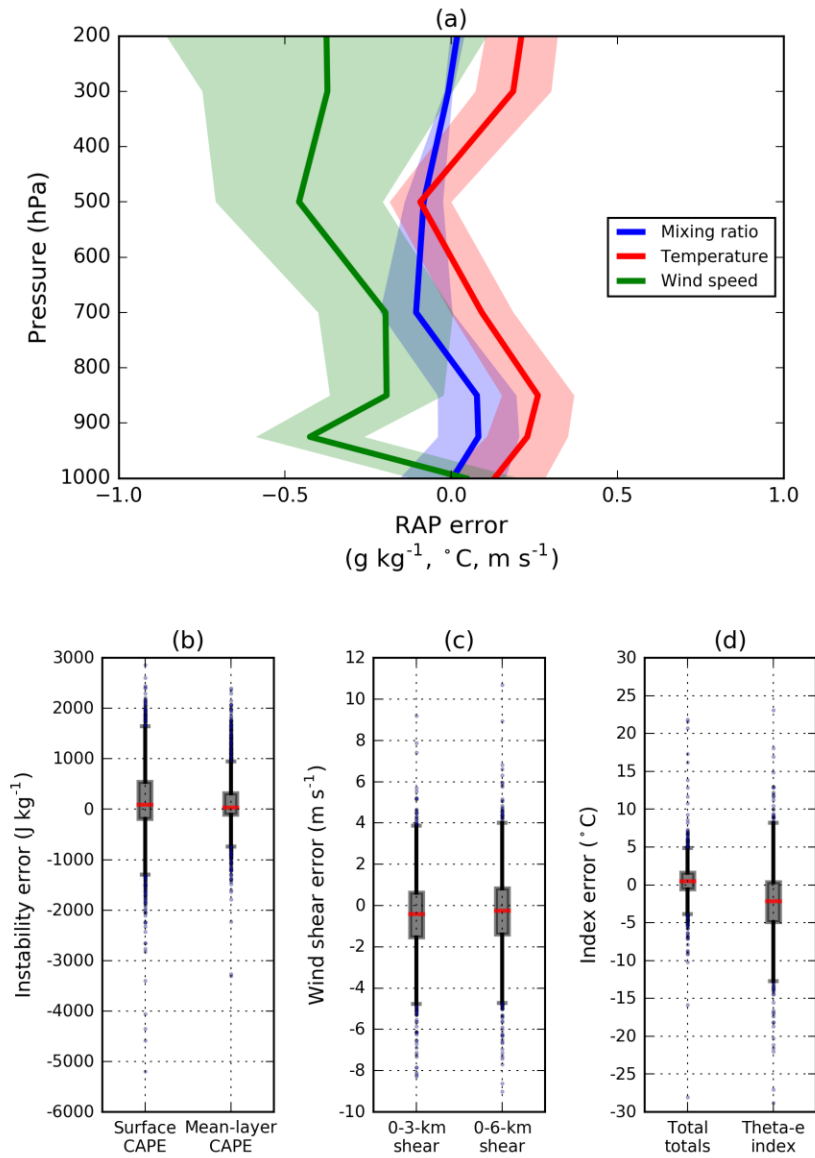 (a)
200
300
400
500
600
700
800
900
1000
Pressure (hPa)
Mixing ratio
Temperature
Wind speed
−1.0 −0.5 0.0 0.5 1.0
RAP error
(g kg⁻¹, °C, m s⁻¹)
(b)
3000
2000
1000
0
-1000
-2000
-3000
-4000
-5000
-6000
Instability error (J kg⁻¹)
Surface CAPE
Mean-layer CAPE
(c)
12
10
8
6
4
2
0
-2
-4
-6
-8
-10
Wind shear error (m s⁻¹)
0-3-km shear
0-6-km shear
(d)
30
25
20
15
10
5
0
-5
-10
-15
-20
-25
-30
Index error (°C)
Total totals
Theta-e index